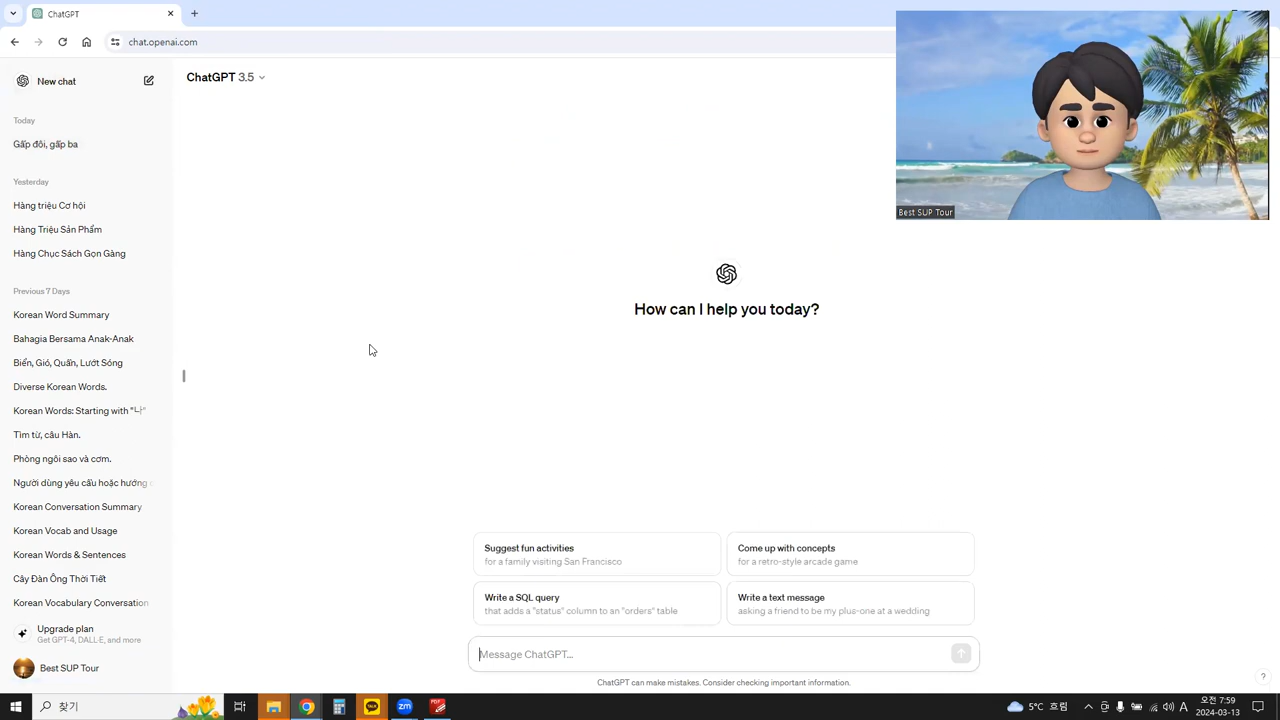 ChatGPT
chat.openai.com
New chat
ChatGPT 3.5
Today
Gấp đôi, gấp ba
Yesterday
Hàng triệu Cơ hội
Hàng Triệu Sản Phẩm
Hàng Chục Sách Gọn Gàng
Previous 7 Days
Korean Word Summary
Bahagia Bersama Anak-Anak
Biển, Gió, Quấn, Lướt Sóng
Diverse Korean Words.
Korean Words: Starting with "나"
Tìm từ, câu Hàn.
Phòng ngôi sao và cơm.
Người dùng yêu cầu hoặc hướng
Korean Conversation Summary
Korean Vocab and Usage
Korean Words & Sentences
Cây Đàn Ông Thời Tiết
Korean Vocabulary Conversation
Upgrade plan
Get GPT-4, DALL·E, and more
Best SUP Tour
Best SUP Tour
How can I help you today?
Suggest fun activities
for a family visiting San Francisco
Come up with concepts
for a retro-style arcade game
Write a SQL query
that adds a "status" column to an "orders" table
Write a text message
asking a friend to be my plus-one at a wedding
Message ChatGPT...
ChatGPT can make mistakes. Consider checking important information.
?
찾기
zm
5°C 흐림
A
오전 7:59
2024-03-13